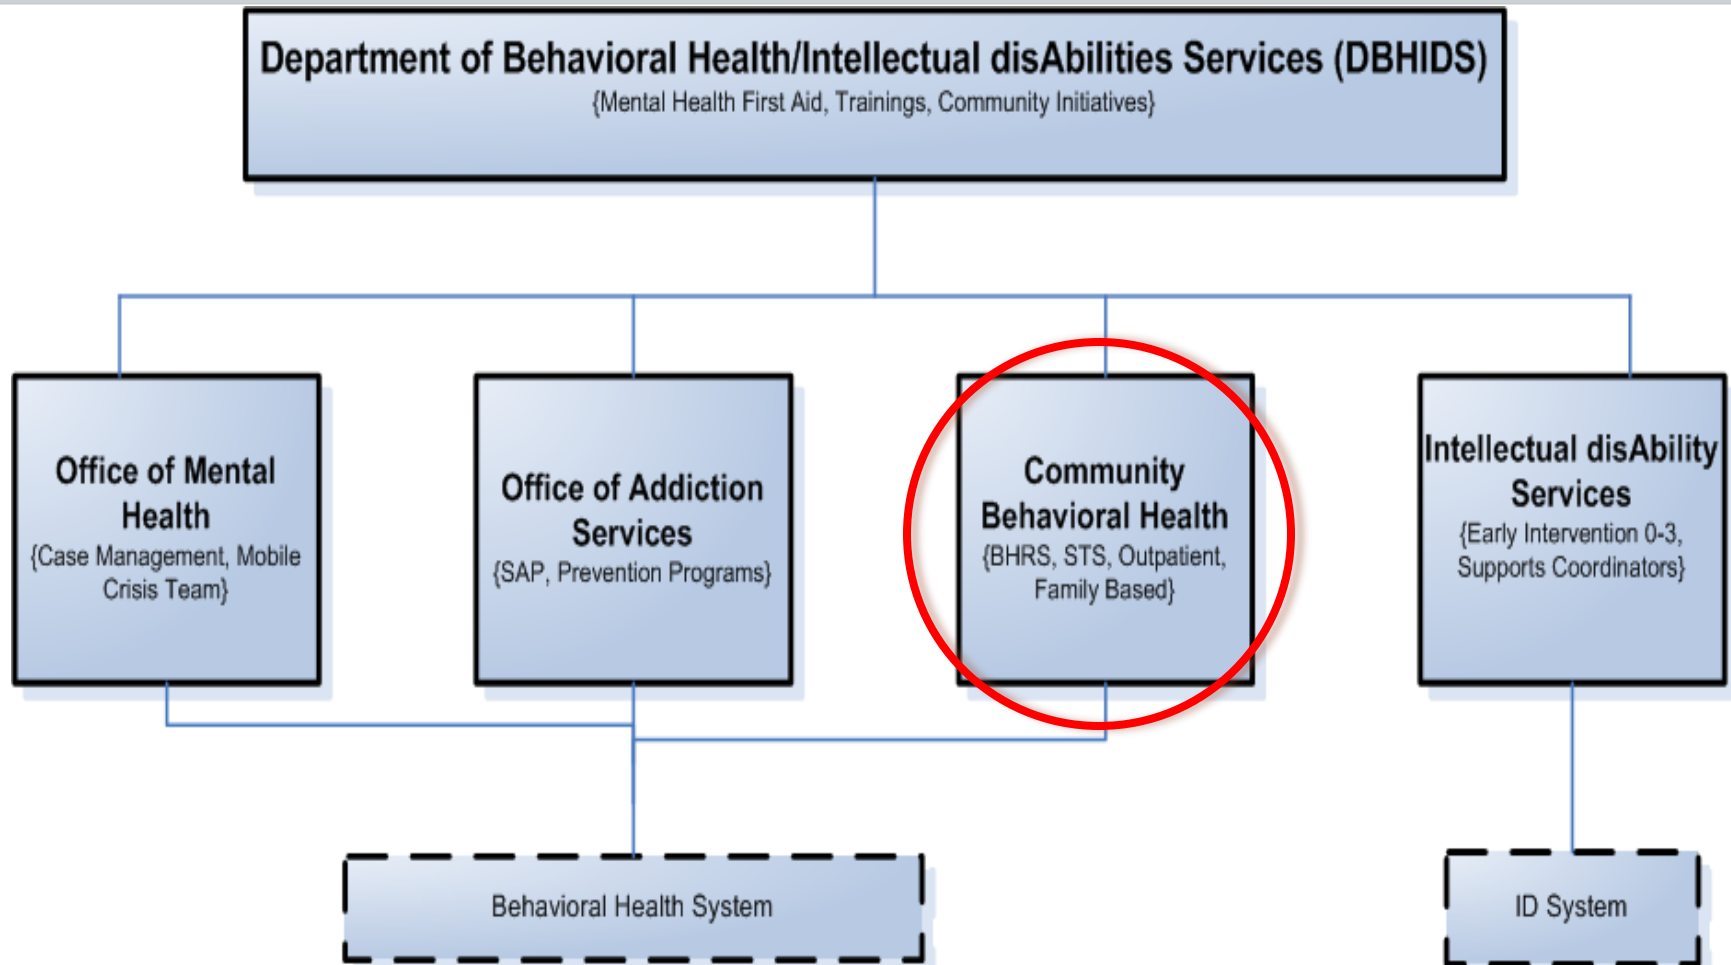 Department of Behavioral Health/Intellectual disAbilities Services (DBHIDS)
{Mental Health First Aid, Trainings, Community Initiatives}
Office of Mental
Health
{Case Management, Mobile
Crisis Team}
Office of Addiction
Services
{SAP, Prevention Programs}
Community
Behavioral Health
{BHRS, STS, Outpatient,
Family Based}
Intellectual disAbility
Services
{Early Intervention 0-3,
Supports Coordinators}
Behavioral Health System
ID System